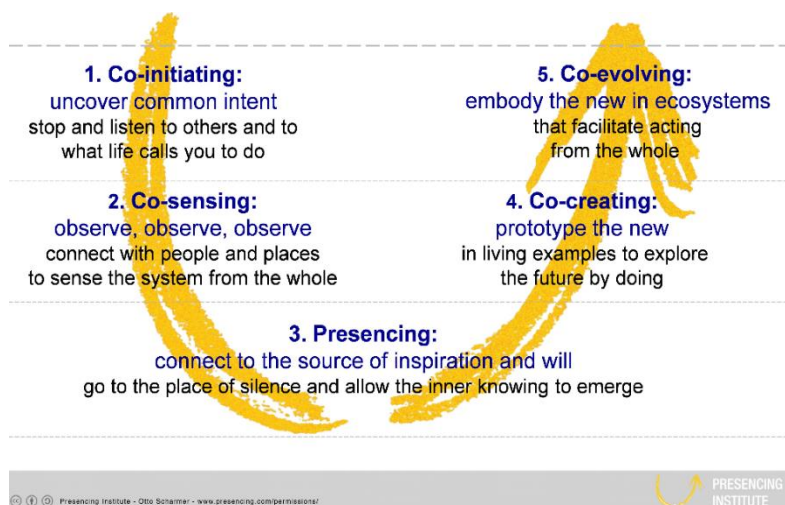 1. Co-initiating:
uncover common intent
stop and listen to others and to
what life calls you to do
2. Co-sensing:
observe, observe, observe
connect with people and places
to sense the system from the whole
3. Presencing:
connect to the source of inspiration and will
go to the place of silence and allow the inner knowing to emerge
4. Co-creating:
prototype the new
in living examples to explore
the future by doing
5. Co-evolving:
embody the new in ecosystems
that facilitate acting
from the whole
Presencing Institute - Otto Scharmer - www.presencing.com/permissions/
PRESENCING
INSTITUTE